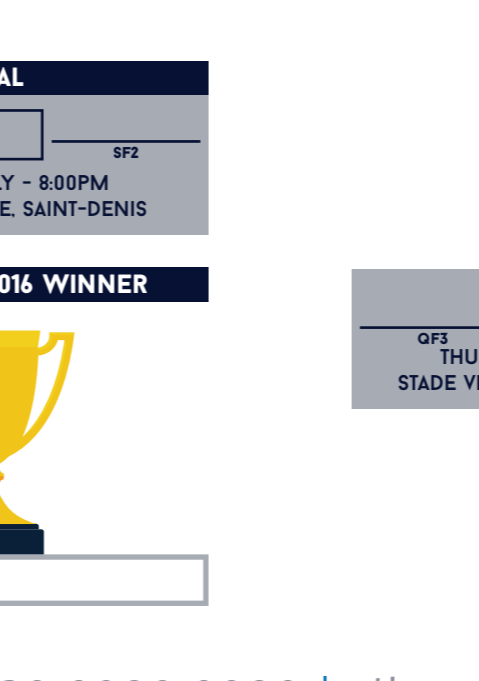 AL
SF2
LY - 8:00PM
E, SAINT-DENIS
016 WINNER
QF3
THU
STADE V